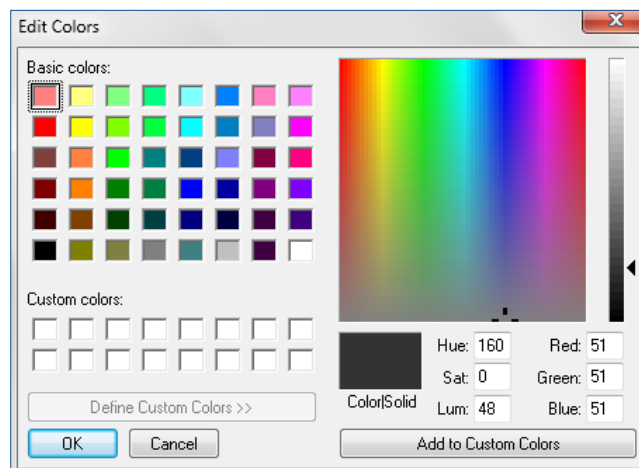 Edit Colors
X
Basic colors:
Custom colors:
Define Custom Colors >>
OK
Cancel
Color|Solid
Hue: 160
Sat: 0
Lum: 48
Red: 51
Green: 51
Blue: 51
Add to Custom Colors